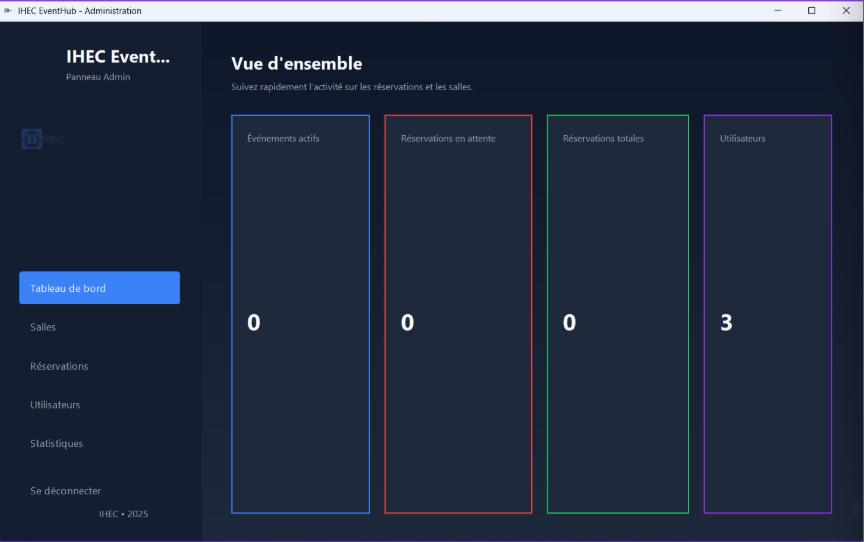 IHEC EventHub - Administration
IHEC Event...
Panneau Admin
IHEC
Tableau de bord
Salles
Réservations
Utilisateurs
Statistiques
Se déconnecter
IHEC • 2025
Vue d'ensemble
Suivez rapidement l'activité sur les réservations et les salles.
Événements actifs
0
Réservations en attente
0
Réservations totales
0
Utilisateurs
3